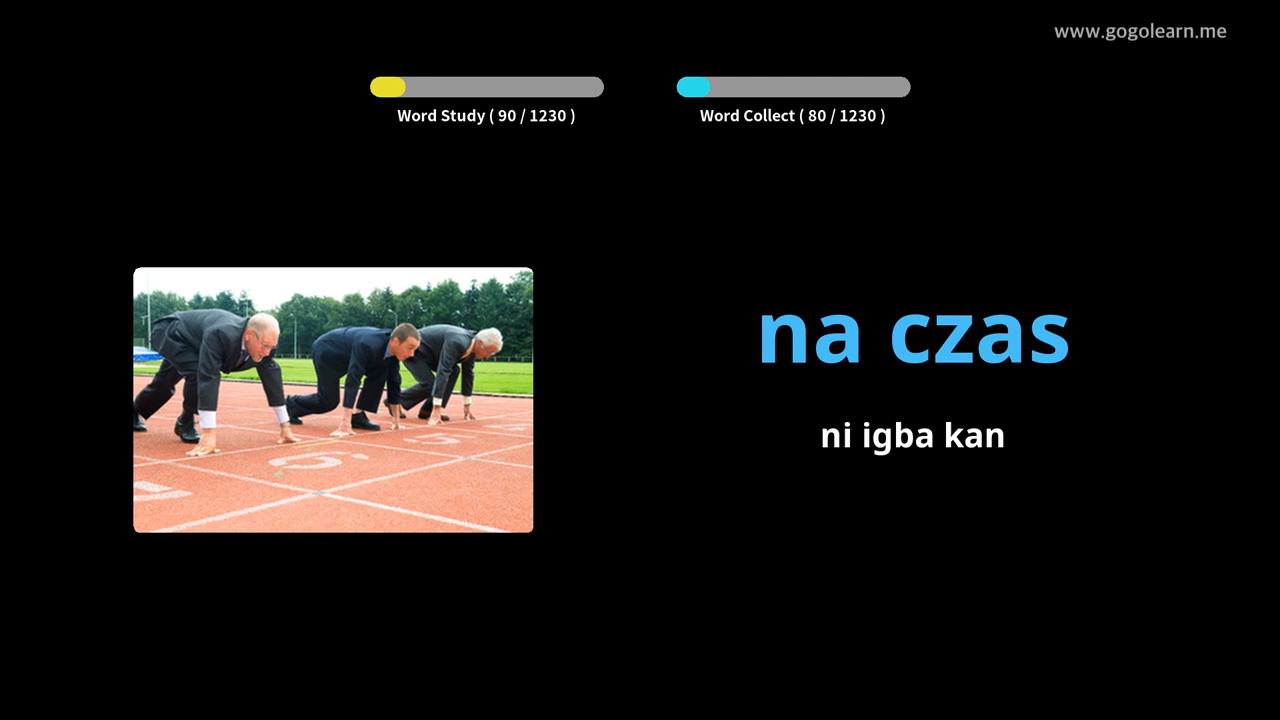 www.gogolearn.me
Word Study ( 90 / 1230 )
Word Collect ( 80 / 1230 )
na czas
ni igba kan